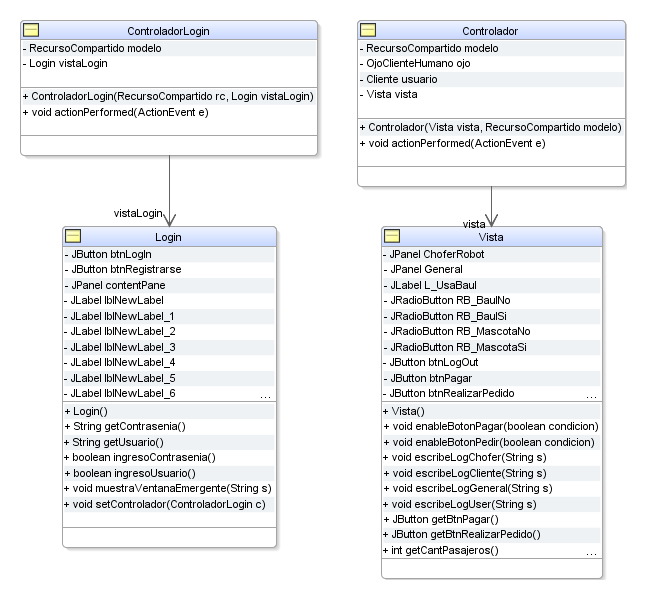 ControladorLogin
- RecursoCompartido modelo
- Login vistaLogin
+ ControladorLogin(RecursoCompartido rc, Login vistaLogin)
+ void actionPerformed(ActionEvent e)
Controlador
- RecursoCompartido modelo
- OjoClienteHumano ojo
- Cliente usuario
- Vista vista
+ Controlador(Vista vista, RecursoCompartido modelo)
+ void actionPerformed(ActionEvent e)
vistaLogin
vista
Login
- JButton btnLogIn
- JButton btnRegistrarse
- JPanel contentPane
- JLabel lblNewLabel
- JLabel lblNewLabel_1
- JLabel lblNewLabel_2
- JLabel lblNewLabel_3
- JLabel lblNewLabel_4
- JLabel lblNewLabel_5
- JLabel lblNewLabel_6 ...
+ Login()
+ String getContrasenia()
+ String getUsuario()
+ boolean ingresoContrasenia()
+ boolean ingresoUsuario()
+ void muestraVentanaEmergente(String s)
+ void setControlador(ControladorLogin c)
Vista
- JPanel ChoferRobot
- JPanel General
- JLabel L_UsaBaul
- JRadioButton RB_BaulNo
- JRadioButton RB_BaulSi
- JRadioButton RB_MascotaNo
- JRadioButton RB_MascotaSi
- JButton btnLogOut
- JButton btnPagar
- JButton btnRealizarPedido ...
+ Vista()
+ void enableBotonPagar(boolean condicion)
+ void enableBotonPedir(boolean condicion)
+ void escribeLogChofer(String s)
+ void escribeLogCliente(String s)
+ void escribeLogGeneral(String s)
+ void escribeLogUser(String s)
+ JButton getBtnPagar()
+ JButton getBtnRealizarPedido()
+ int getCantPasajeros() ...